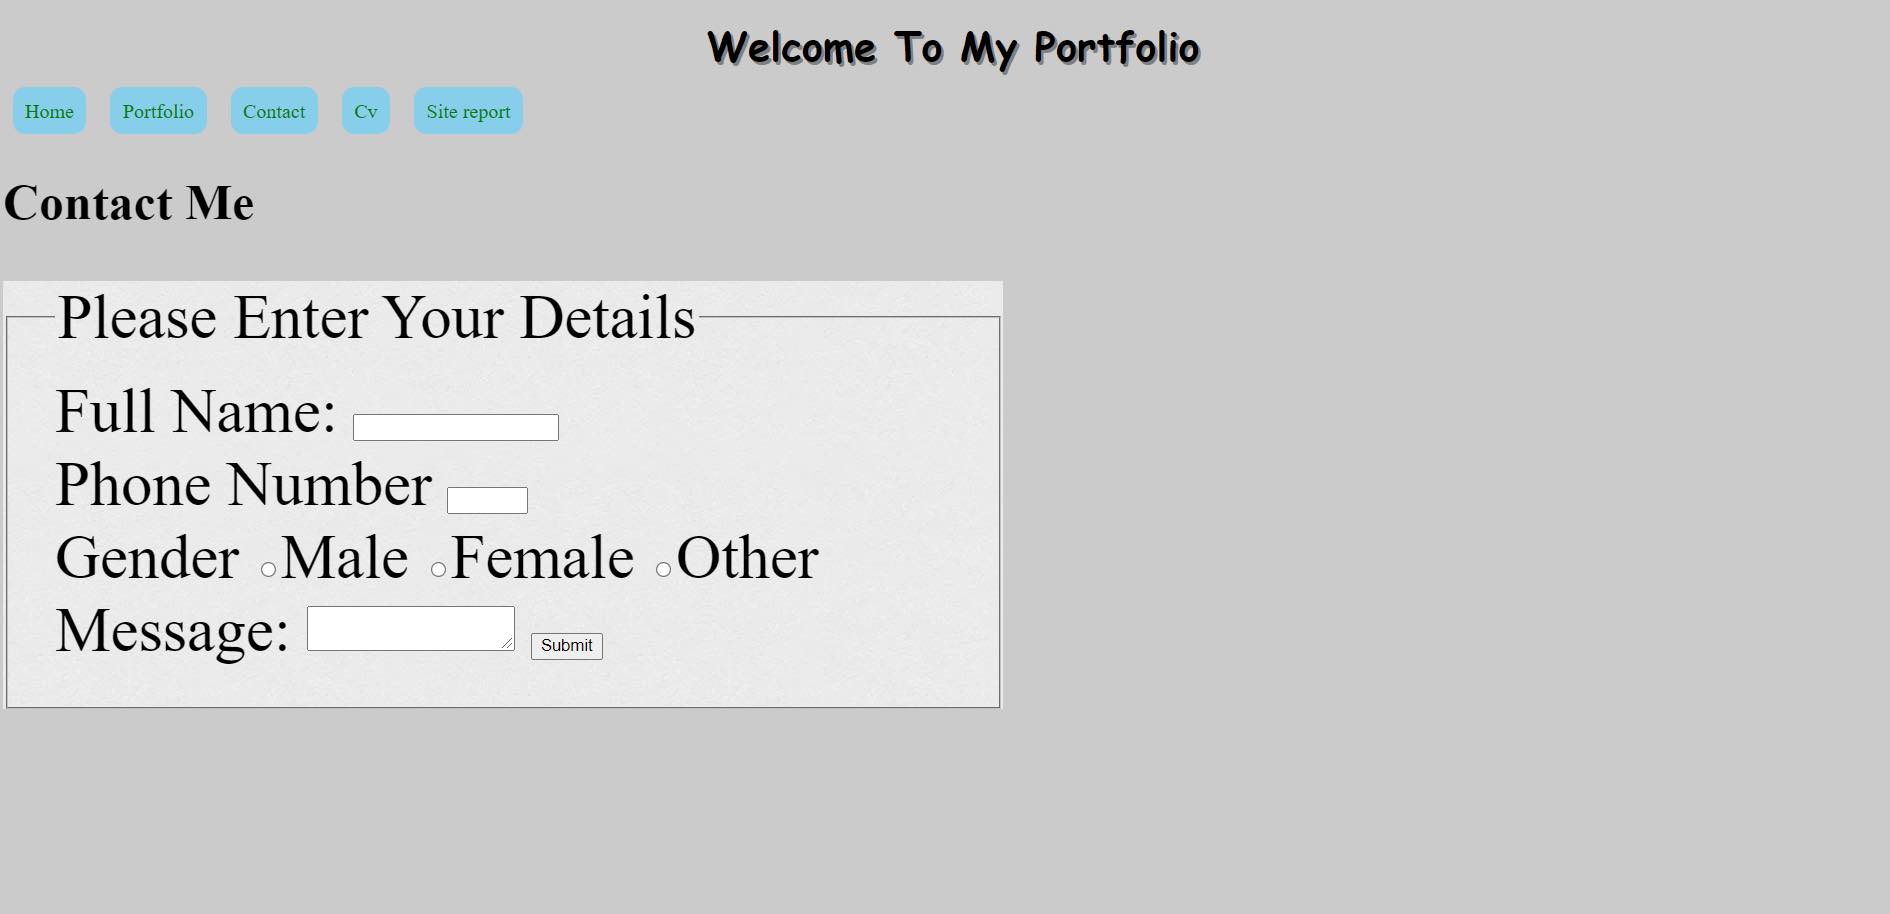 Welcome To My Portfolio
Home Portfolio Contact Cv Site report
Contact Me
Please Enter Your Details
Full Name:
Phone Number
Gender Male Female Other
Message: Submit